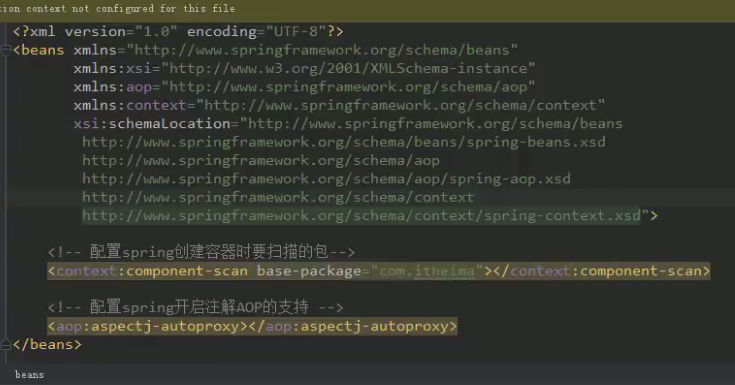 tion context not configured for this file
<?xml version="1.0" encoding="UTF-8"?>
<beans xmlns="http://www.springframework.org/schema/beans"
xmlns:xsi="http://www.w3.org/2001/XMLSchema-instance"
xmlns:aop="http://www.springframework.org/schema/aop"
xmlns:context="http://www.springframework.org/schema/context"
xsi:schemaLocation="http://www.springframework.org/schema/beans
http://www.springframework.org/schema/beans/spring-beans.xsd
http://www.springframework.org/schema/aop
http://www.springframework.org/schema/aop/spring-aop.xsd
http://www.springframework.org/schema/context
http://www.springframework.org/schema/context/spring-context.xsd">
<!-- 配置spring创建容器时要扫描的包-->
<context:component-scan base-package="com.itheima"></context:component-scan>
<!-- 配置spring开启注解AOP的支持 -->
<aop:aspectj-autoproxy></aop:aspectj-autoproxy>
</beans>
beans